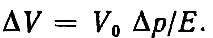 ΔV = V₀ Δp/E.